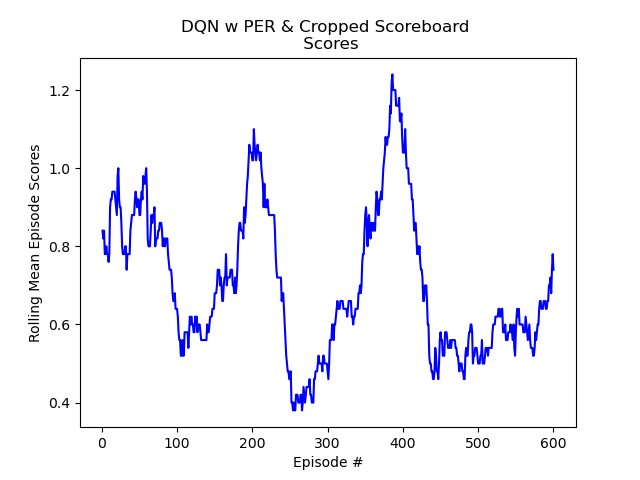 DQN w PER & Cropped Scoreboard
Scores
Rolling Mean Episode Scores
1.2
1.0
0.8
0.6
0.4
0 100 200 300 400 500 600
Episode #